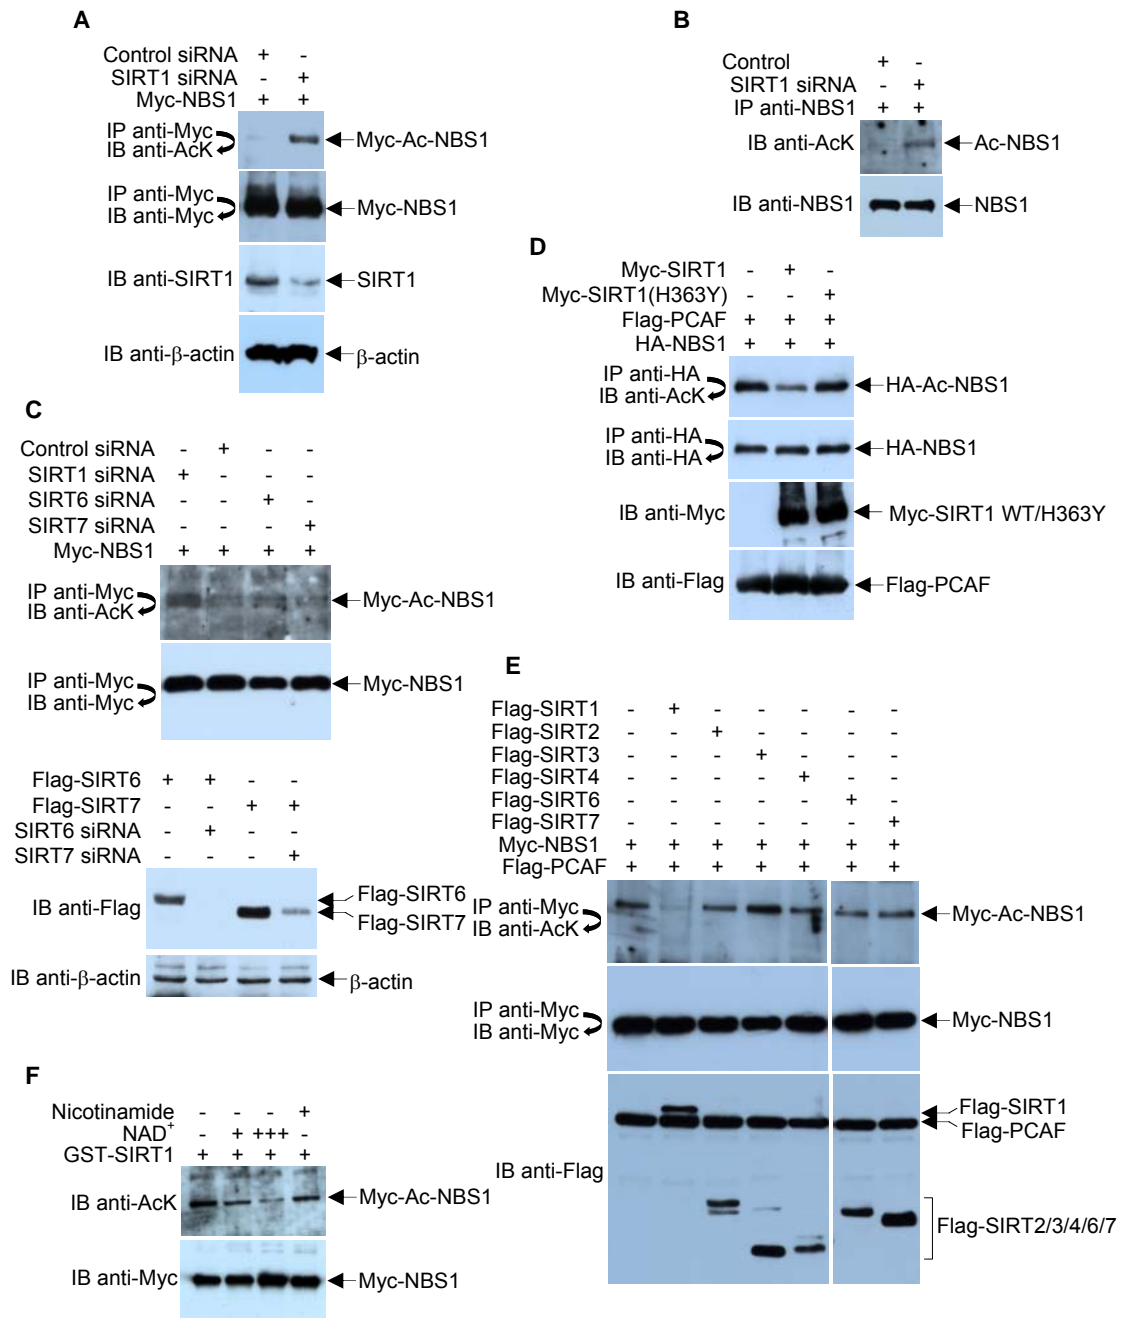 A
Control siRNA + -
SIRT1 siRNA - +
Myc-NBS1 + +
IP anti-Myc
IB anti-AcK
Myc-Ac-NBS1
IP anti-Myc
IB anti-Myc
Myc-NBS1
IB anti-SIRT1
SIRT1
IB anti-β-actin
β-actin
B
Control + -
SIRT1 siRNA - +
IP anti-NBS1 + +
IB anti-AcK
Ac-NBS1
IB anti-NBS1
NBS1
C
Control siRNA - + - -
SIRT1 siRNA + - - -
SIRT6 siRNA - - + -
SIRT7 siRNA - - - +
Myc-NBS1 + + + +
IP anti-Myc
IB anti-AcK
Myc-Ac-NBS1
IP anti-Myc
IB anti-Myc
Myc-NBS1
Flag-SIRT6 + + - -
Flag-SIRT7 - - + +
SIRT6 siRNA - + - -
SIRT7 siRNA - - - +
IB anti-Flag
Flag-SIRT6
Flag-SIRT7
IB anti-β-actin
β-actin
D
Myc-SIRT1 - + -
Myc-SIRT1(H363Y) - - +
Flag-PCAF + + +
HA-NBS1 + + +
IP anti-HA
IB anti-AcK
HA-Ac-NBS1
IP anti-HA
IB anti-HA
HA-NBS1
IB anti-Myc
Myc-SIRT1 WT/H363Y
IB anti-Flag
Flag-PCAF
E
Flag-SIRT1 - + - - - - -
Flag-SIRT2 - - + - - - -
Flag-SIRT3 - - - + - - -
Flag-SIRT4 - - - - + - -
Flag-SIRT6 - - - - - + -
Flag-SIRT7 - - - - - - +
Myc-NBS1 + + + + + + +
Flag-PCAF + + + + + + +
IP anti-Myc
IB anti-AcK
Myc-Ac-NBS1
IP anti-Myc
IB anti-Myc
Myc-NBS1
IB anti-Flag
Flag-SIRT1
Flag-PCAF
Flag-SIRT2/3/4/6/7
F
Nicotinamide - - - +
NAD+ - + +++ -
GST-SIRT1 + + + +
IB anti-AcK
Myc-Ac-NBS1
IB anti-Myc
Myc-NBS1